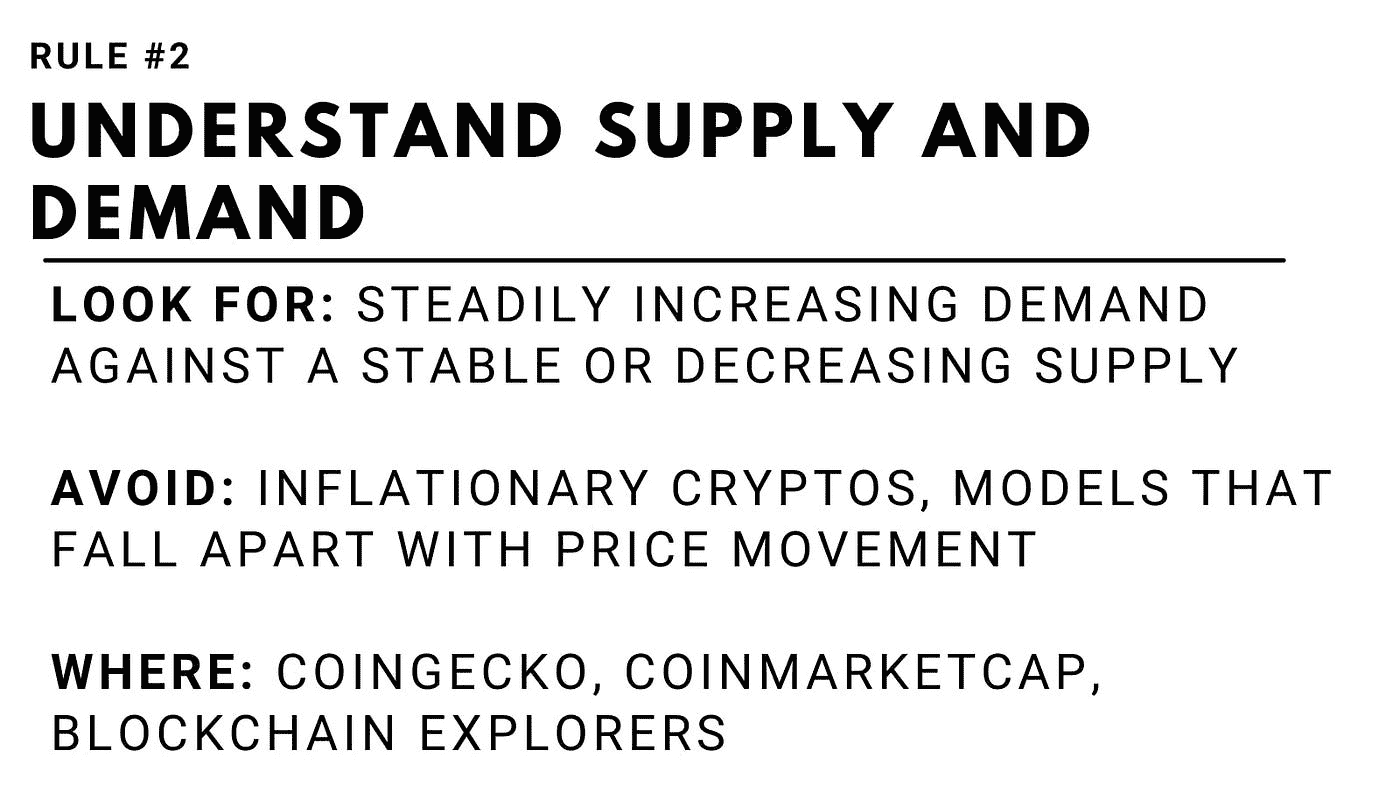 RULE #2
UNDERSTAND SUPPLY AND
DEMAND
LOOK FOR: STEADILY INCREASING DEMAND
AGAINST A STABLE OR DECREASING SUPPLY
AVOID: INFLATIONARY CRYPTOS, MODELS THAT
FALL APART WITH PRICE MOVEMENT
WHERE: COINGECKO, COINMARKETCAP,
BLOCKCHAIN EXPLORERS